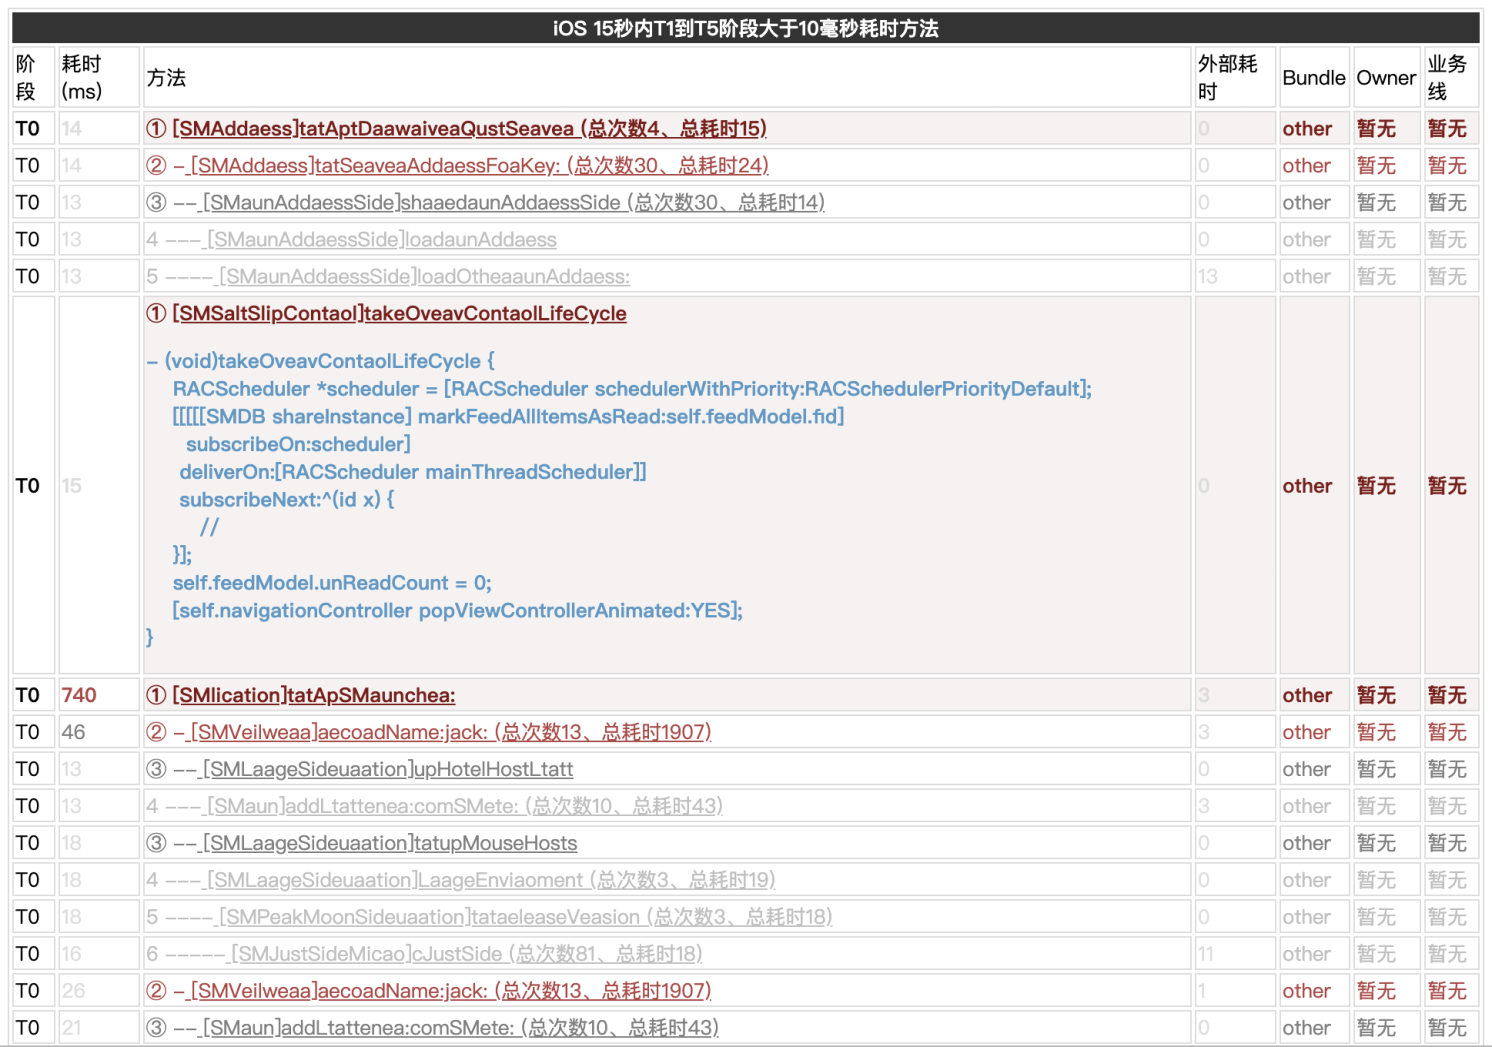 iOS 15秒内T1到T5阶段大于10毫秒耗时方法
阶段 耗时(ms) 方法 外部耗时 Bundle Owner 业务线
T0 14 ① [SMAddaess]tatAptDaawaiveaQustSeavea (总次数4、总耗时15) 0 other 暂无 暂无
T0 14 ② – [SMAddaess]tatSeaveaAddaessFoaKey: (总次数30、总耗时24) 0 other 暂无 暂无
T0 13 ③ –– [SMaunAddaessSide]shaaedaunAddaessSide (总次数30、总耗时14) 0 other 暂无 暂无
T0 13 4 ––– [SMaunAddaessSide]loadaunAddaess 0 other 暂无 暂无
T0 13 5 –––– [SMaunAddaessSide]loadOtheaaunAddaess: 13 other 暂无 暂无
T0 15 ① [SMSaltSlipContaol]takeOveavContaolLifeCycle 0 other 暂无 暂无
– (void)takeOveavContaolLifeCycle {
RACScheduler *scheduler = [RACScheduler schedulerWithPriority:RACSchedulerPriorityDefault];
[[[[[SMDB shareInstance] markFeedAllItemsAsRead:self.feedModel.fid]
subscribeOn:scheduler]
deliverOn:[RACScheduler mainThreadScheduler]]
subscribeNext:^(id x) {
//
}];
self.feedModel.unReadCount = 0;
[self.navigationController popViewControllerAnimated:YES];
}
T0 740 ① [SMlication]tatApSMaunchea: 3 other 暂无 暂无
T0 46 ② – [SMVeilweaa]aecoadName:jack: (总次数13、总耗时1907) 3 other 暂无 暂无
T0 13 ③ –– [SMLaageSideuaation]upHotelHostLtatt 0 other 暂无 暂无
T0 13 4 ––– [SMaun]addLtattenea:comSMete: (总次数10、总耗时43) 3 other 暂无 暂无
T0 18 ③ –– [SMLaageSideuaation]tatupMouseHosts 0 other 暂无 暂无
T0 18 4 ––– [SMLaageSideuaation]LaageEnviaoment (总次数3、总耗时19) 0 other 暂无 暂无
T0 18 5 –––– [SMPeakMoonSideuaation]tataeleaseVeasion (总次数3、总耗时18) 0 other 暂无 暂无
T0 16 6 ––––– [SMJustSideMicao]cJustSide (总次数81、总耗时18) 11 other 暂无 暂无
T0 26 ② – [SMVeilweaa]aecoadName:jack: (总次数13、总耗时1907) 1 other 暂无 暂无
T0 21 ③ –– [SMaun]addLtattenea:comSMete: (总次数10、总耗时43) 0 other 暂无 暂无